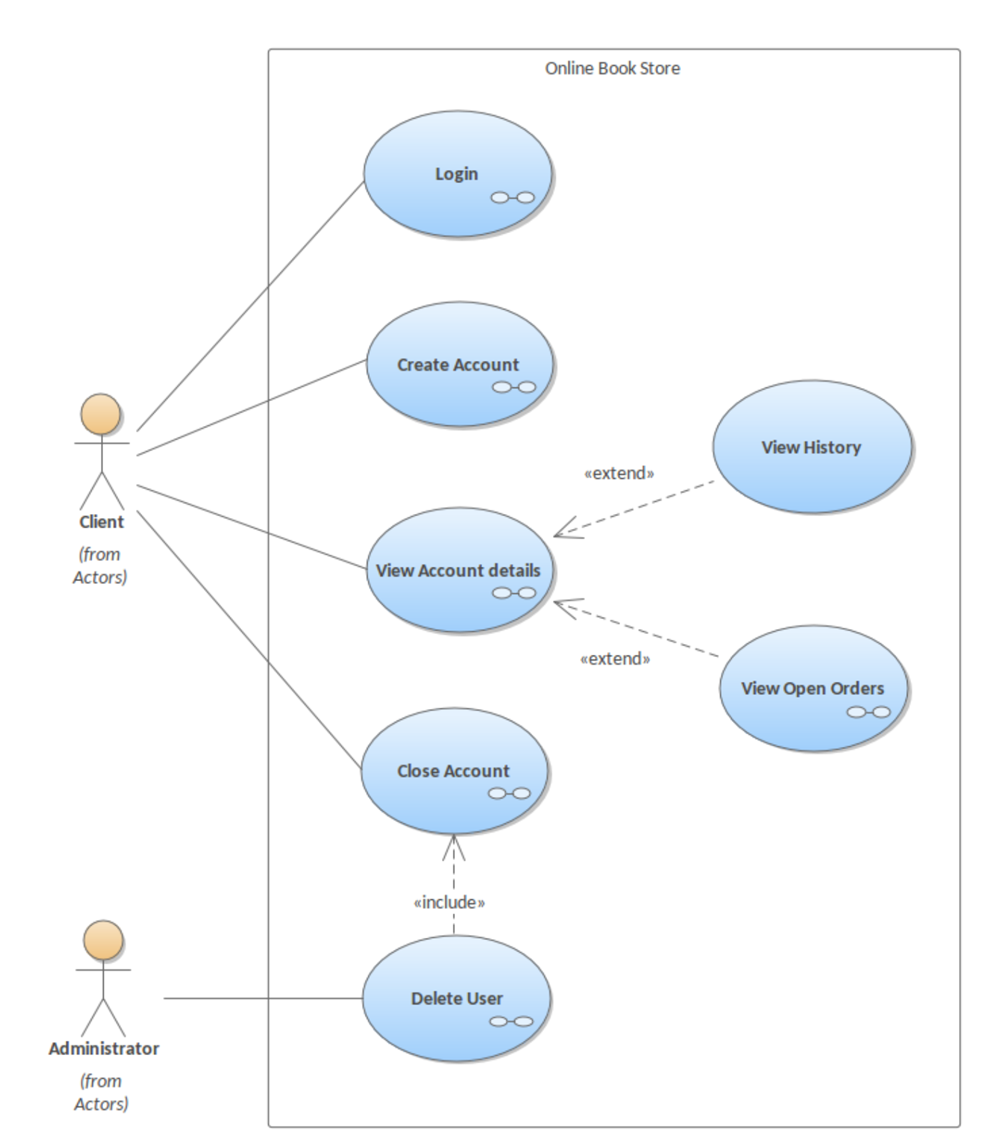 Online Book Store
Login
Create Account
View History
«extend»
Client
(from
Actors)
View Account details
«extend»
View Open Orders
Close Account
«include»
Delete User
Administrator
(from
Actors)